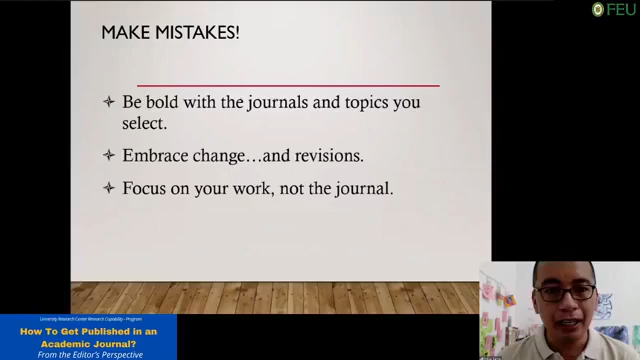 FEU
MAKE MISTAKES!
Be bold with the journals and topics you
select.
Embrace change…and revisions.
Focus on your work, not the journal.
University Research Center Research Capability - Program
How To Get Published in an
Academic Journal?
From the Editor's Perspective